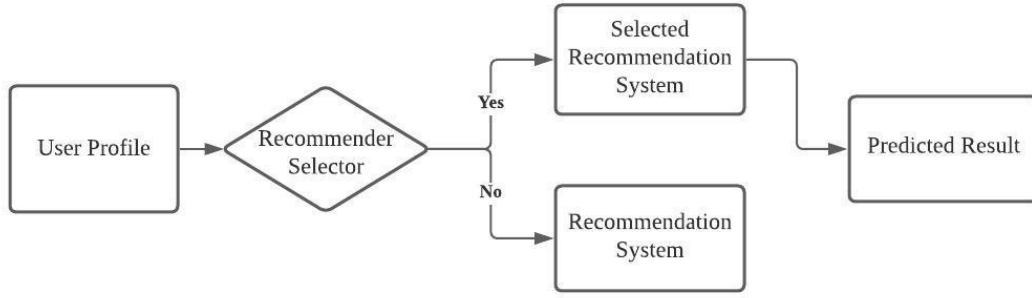 User Profile
Recommender
Selector
Yes
No
Selected
Recommendation
System
Recommendation
System
Predicted Result